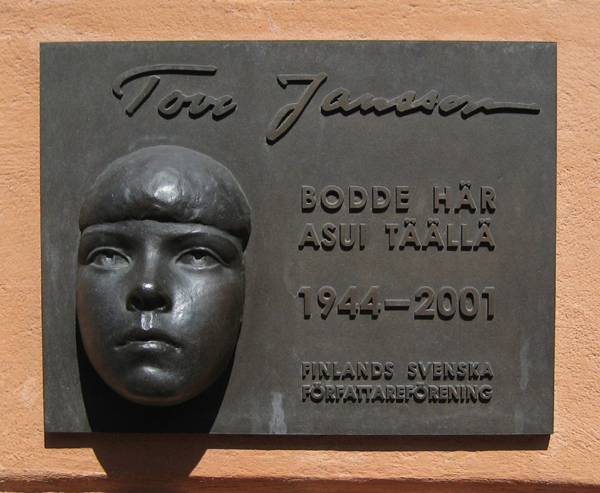 Tove Jansson
BODDE HÄR
ASUI TÄÄLLÄ
1944–2001
FINLANDS SVENSKA
FÖRFATTAREFÖRENING